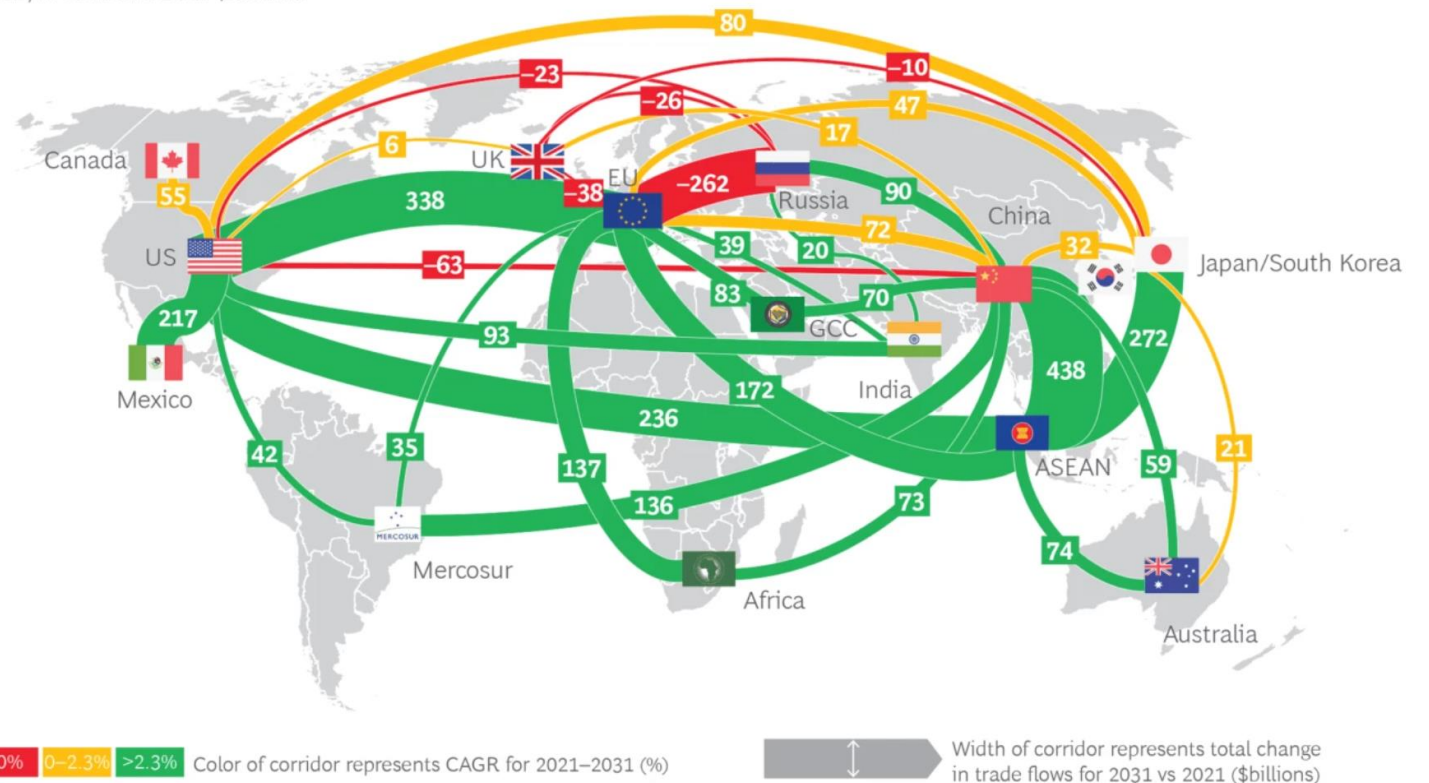 80
–23
–10
–26
47
6
17
Canada
UK
EU
55
–38
–262
Russia
90
338
China
72
32
39
20
US
–63
Japan/South Korea
83
70
217
93
GCC
272
438
Mexico
India
172
236
42
35
21
ASEAN
59
137
136
73
MERCOSUR
74
Mercosur
Africa
Australia
0% 0–2.3% >2.3% Color of corridor represents CAGR for 2021–2031 (%)
Width of corridor represents total change
in trade flows for 2031 vs 2021 ($billions)